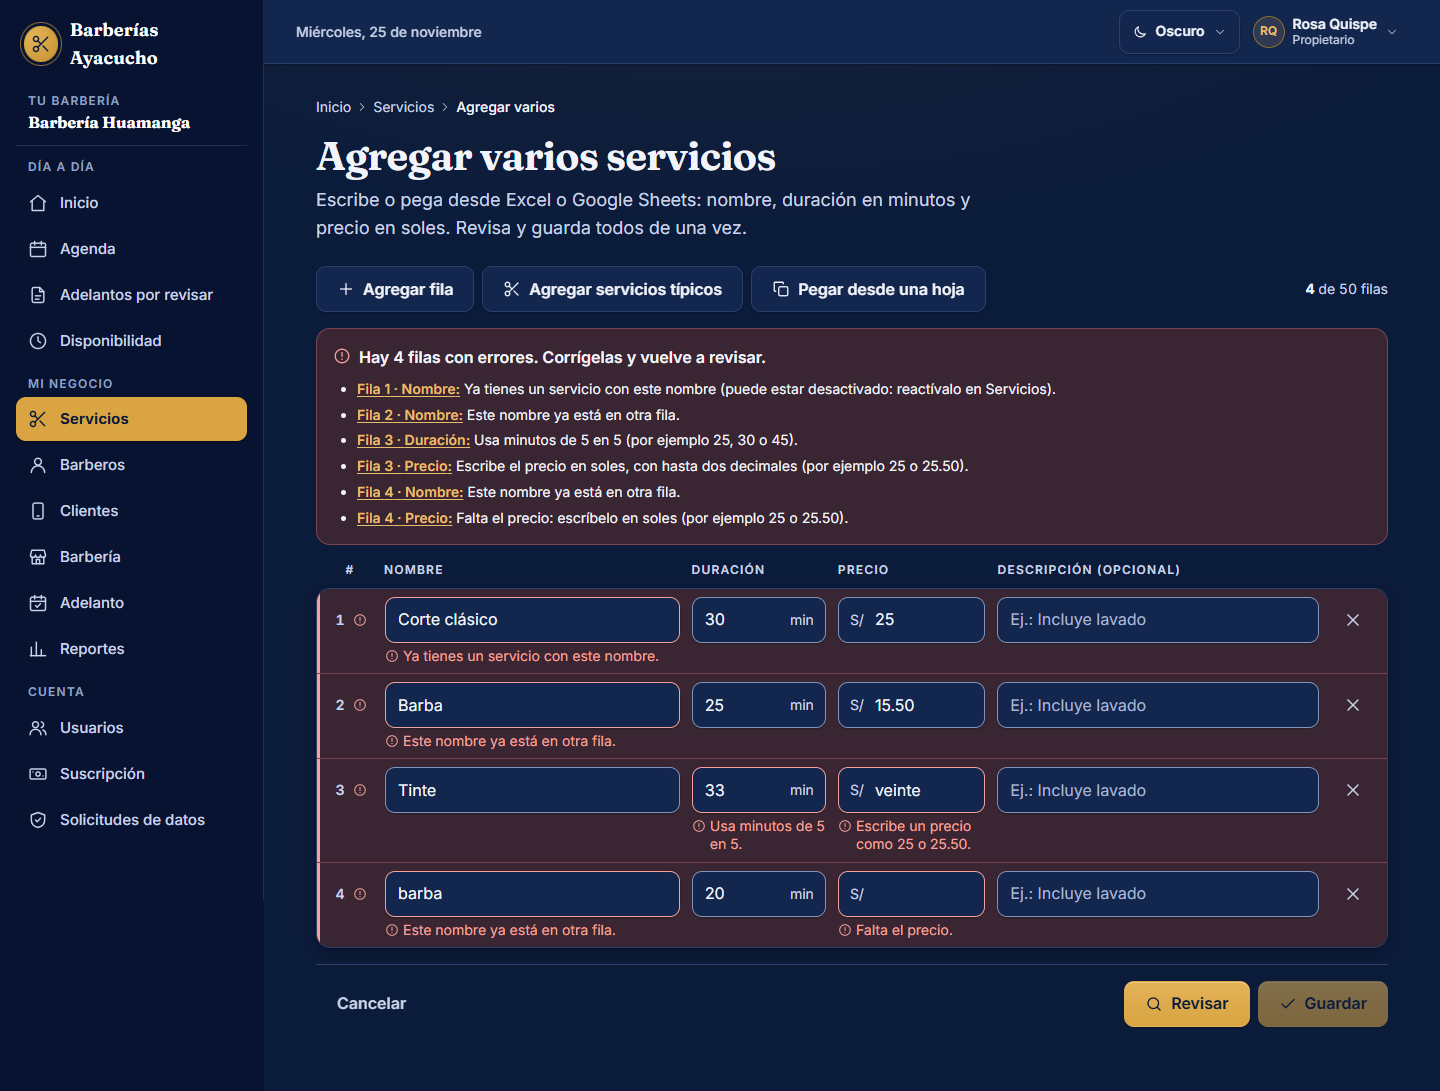 Barberías
Ayacucho
TU BARBERÍA
Barbería Huamanga
DÍA A DÍA
Inicio
Agenda
Adelantos por revisar
Disponibilidad
MI NEGOCIO
Servicios
Barberos
Clientes
Barbería
Adelanto
Reportes
CUENTA
Usuarios
Suscripción
Solicitudes de datos
Miércoles, 25 de noviembre
Oscuro
RQ
Rosa Quispe
Propietario
Inicio > Servicios > Agregar varios
Agregar varios servicios
Escribe o pega desde Excel o Google Sheets: nombre, duración en minutos y
precio en soles. Revisa y guarda todos de una vez.
Agregar fila
Agregar servicios típicos
Pegar desde una hoja
4 de 50 filas
Hay 4 filas con errores. Corrígelas y vuelve a revisar.
• Fila 1 · Nombre: Ya tienes un servicio con este nombre (puede estar desactivado: reactívalo en Servicios).
• Fila 2 · Nombre: Este nombre ya está en otra fila.
• Fila 3 · Duración: Usa minutos de 5 en 5 (por ejemplo 25, 30 o 45).
• Fila 3 · Precio: Escribe el precio en soles, con hasta dos decimales (por ejemplo 25 o 25.50).
• Fila 4 · Nombre: Este nombre ya está en otra fila.
• Fila 4 · Precio: Falta el precio: escríbelo en soles (por ejemplo 25 o 25.50).
# NOMBRE DURACIÓN PRECIO DESCRIPCIÓN (OPCIONAL)
1 Corte clásico 30 min S/ 25 Ej.: Incluye lavado
Ya tienes un servicio con este nombre.
2 Barba 25 min S/ 15.50 Ej.: Incluye lavado
Este nombre ya está en otra fila.
3 Tinte 33 min S/ veinte Ej.: Incluye lavado
Usa minutos de 5
en 5.
Escribe un precio
como 25 o 25.50.
4 barba 20 min S/ Ej.: Incluye lavado
Este nombre ya está en otra fila.
Falta el precio.
Cancelar
Revisar
Guardar